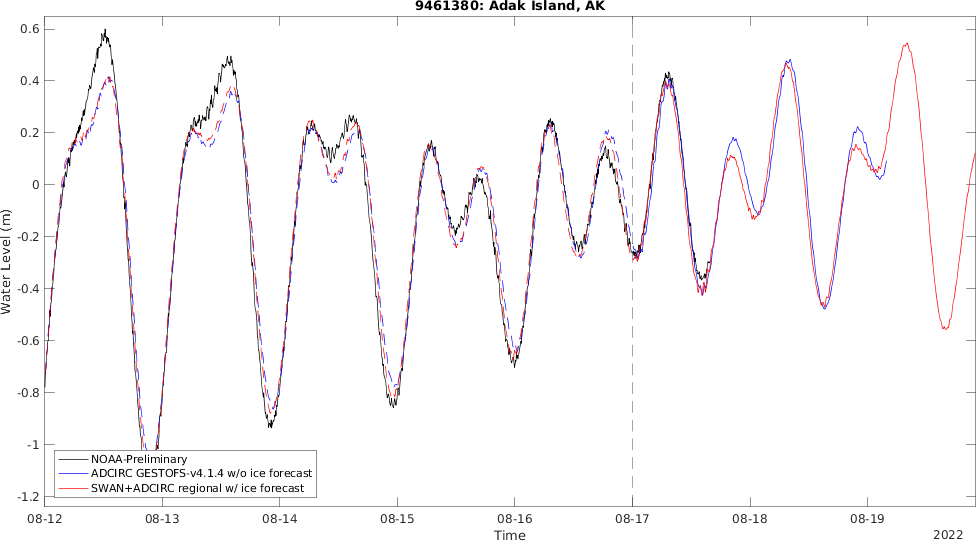 9461380: Adak Island, AK
0.6
0.4
0.2
0
-0.2
-0.4
-0.6
-0.8
-1
-1.2
Water Level (m)
NOAA-Preliminary
ADCIRC GESTOFS-v4.1.4 w/o ice forecast
SWAN+ADCIRC regional w/ ice forecast
08-12 08-13 08-14 08-15 08-16 08-17 08-18 08-19
Time
2022